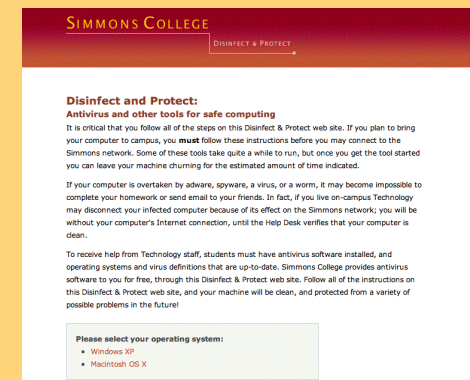 SIMMONS COLLEGE
DISINFECT & PROTECT
Disinfect and Protect:
Antivirus and other tools for safe computing
It is critical that you follow all of the steps on this Disinfect & Protect web site. If you plan to bring
your computer to campus, you must follow these instructions before you may connect to the
Simmons network. Some of these tools take quite a while to run, but once you get the tool started
you can leave your machine churning for the estimated amount of time indicated.
If your computer is overtaken by adware, spyware, a virus, or a worm, it may become impossible to
complete your homework or send email to your friends. In fact, if you live on-campus Technology
may disconnect your infected computer because of its effect on the Simmons network; you will be
without your computer's Internet connection, until the Help Desk verifies that your computer is
clean.
To receive help from Technology staff, students must have antivirus software installed, and
operating systems and virus definitions that are up-to-date. Simmons College provides antivirus
software to you for free, through this Disinfect & Protect web site. Follow all of the instructions on
this Disinfect & Protect web site, and your machine will be clean, and protected from a variety of
possible problems in the future!
Please select your operating system:
• Windows XP
• Macintosh OS X